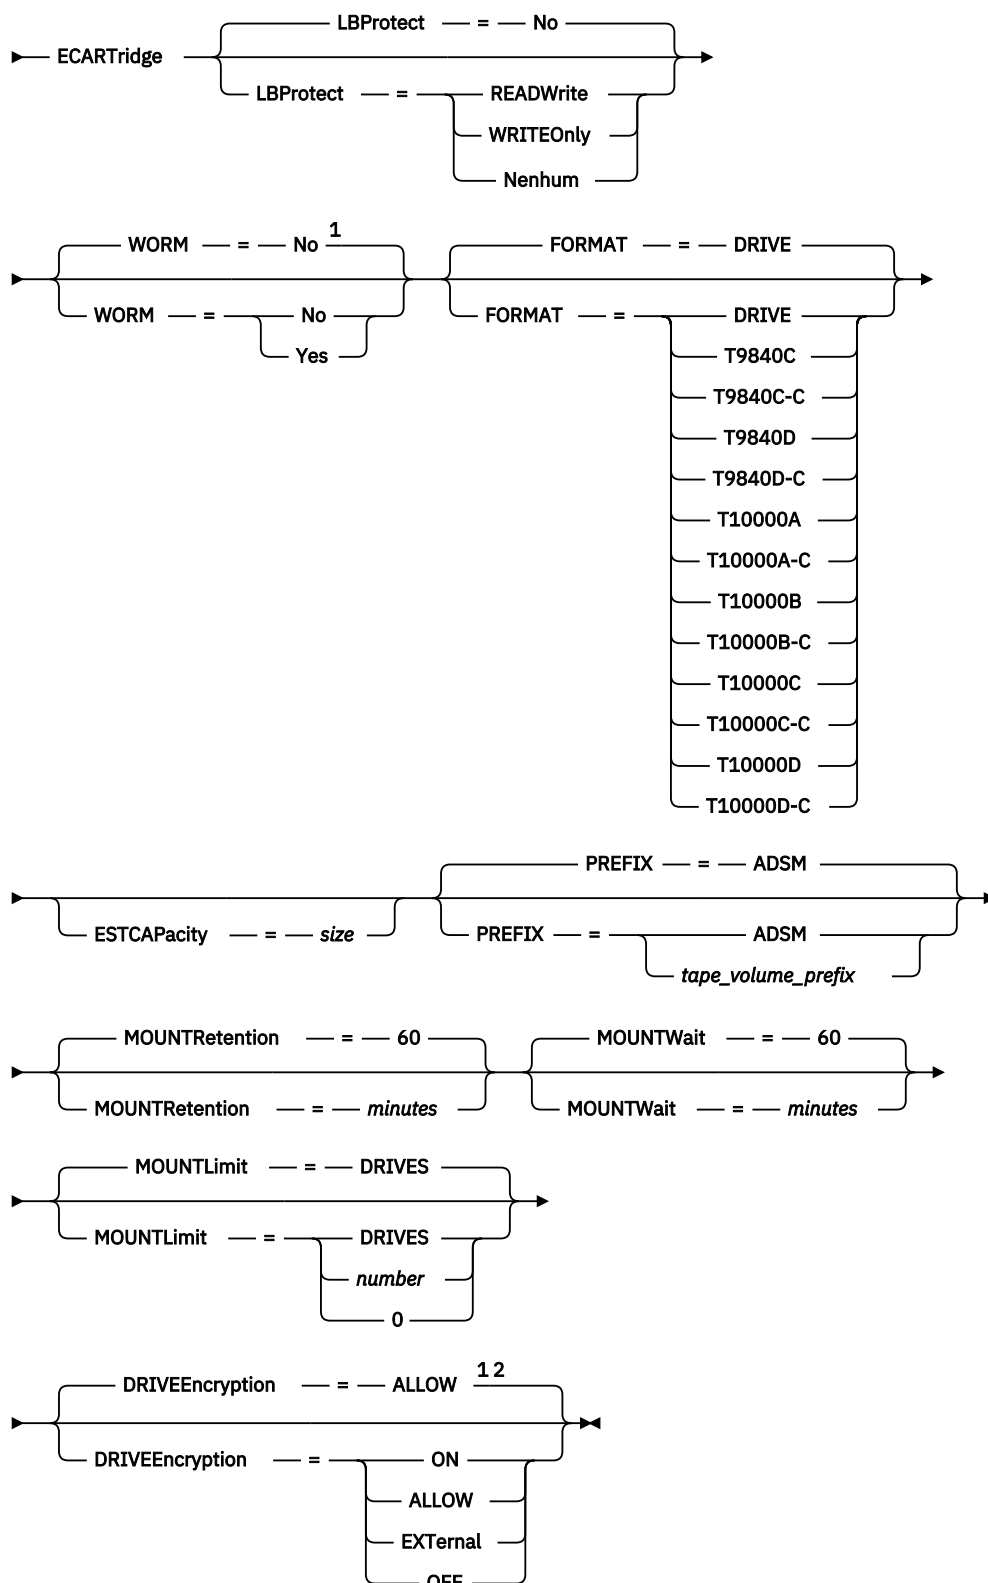 LBProtect = No
ECARTridge
LBProtect = READWrite
WRITEOnly
Nenhum
WORM = No 1
FORMAT = DRIVE
WORM = No
FORMAT = DRIVE
Yes
T9840C
T9840C-C
T9840D
T9840D-C
T10000A
T10000A-C
T10000B
T10000B-C
T10000C
T10000C-C
T10000D
T10000D-C
PREFIX = ADSM
ESTCAPacity = size
PREFIX = ADSM
tape_volume_prefix
MOUNTRetention = 60
MOUNTWait = 60
MOUNTRetention = minutes
MOUNTWait = minutes
MOUNTLimit = DRIVES
MOUNTLimit = DRIVES
number
0
DRIVEEncryption = ALLOW 1 2
DRIVEEncryption = ON
ALLOW
EXTernal
OFF